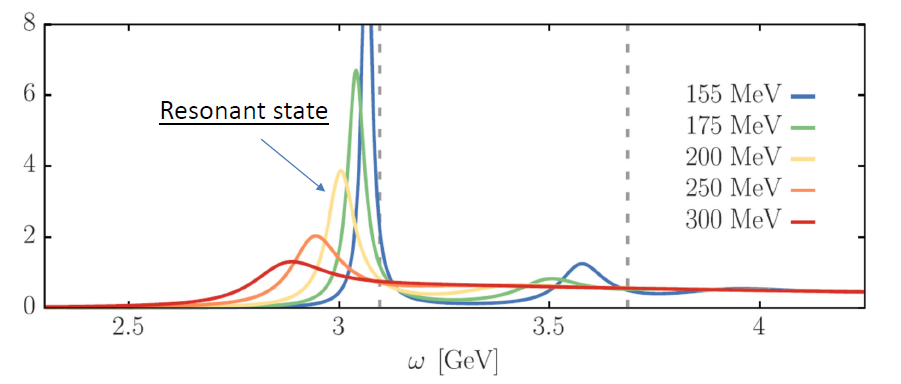 8
6
4
2
0
Resonant state
155 MeV
175 MeV
200 MeV
250 MeV
300 MeV
2.5
3
3.5
4
ω [GeV]